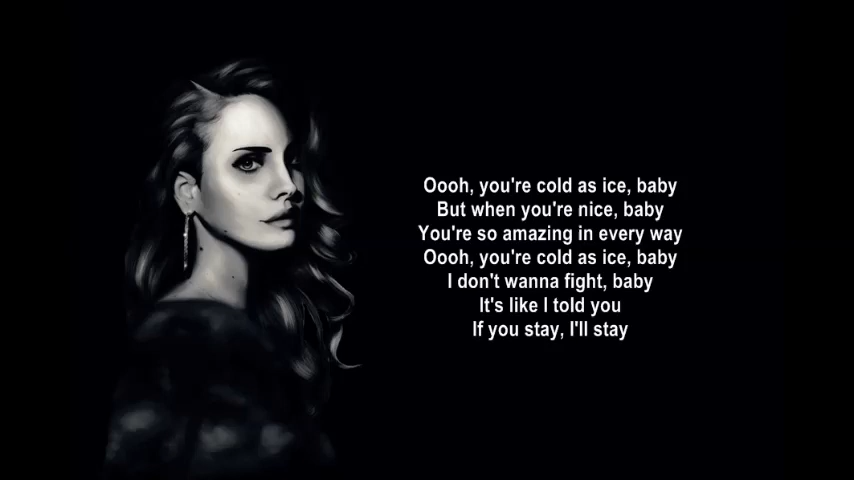 Oooh, you're cold as ice, baby
But when you're nice, baby
You're so amazing in every way
Oooh, you're cold as ice, baby
I don't wanna fight, baby
It's like I told you
If you stay, I'll stay